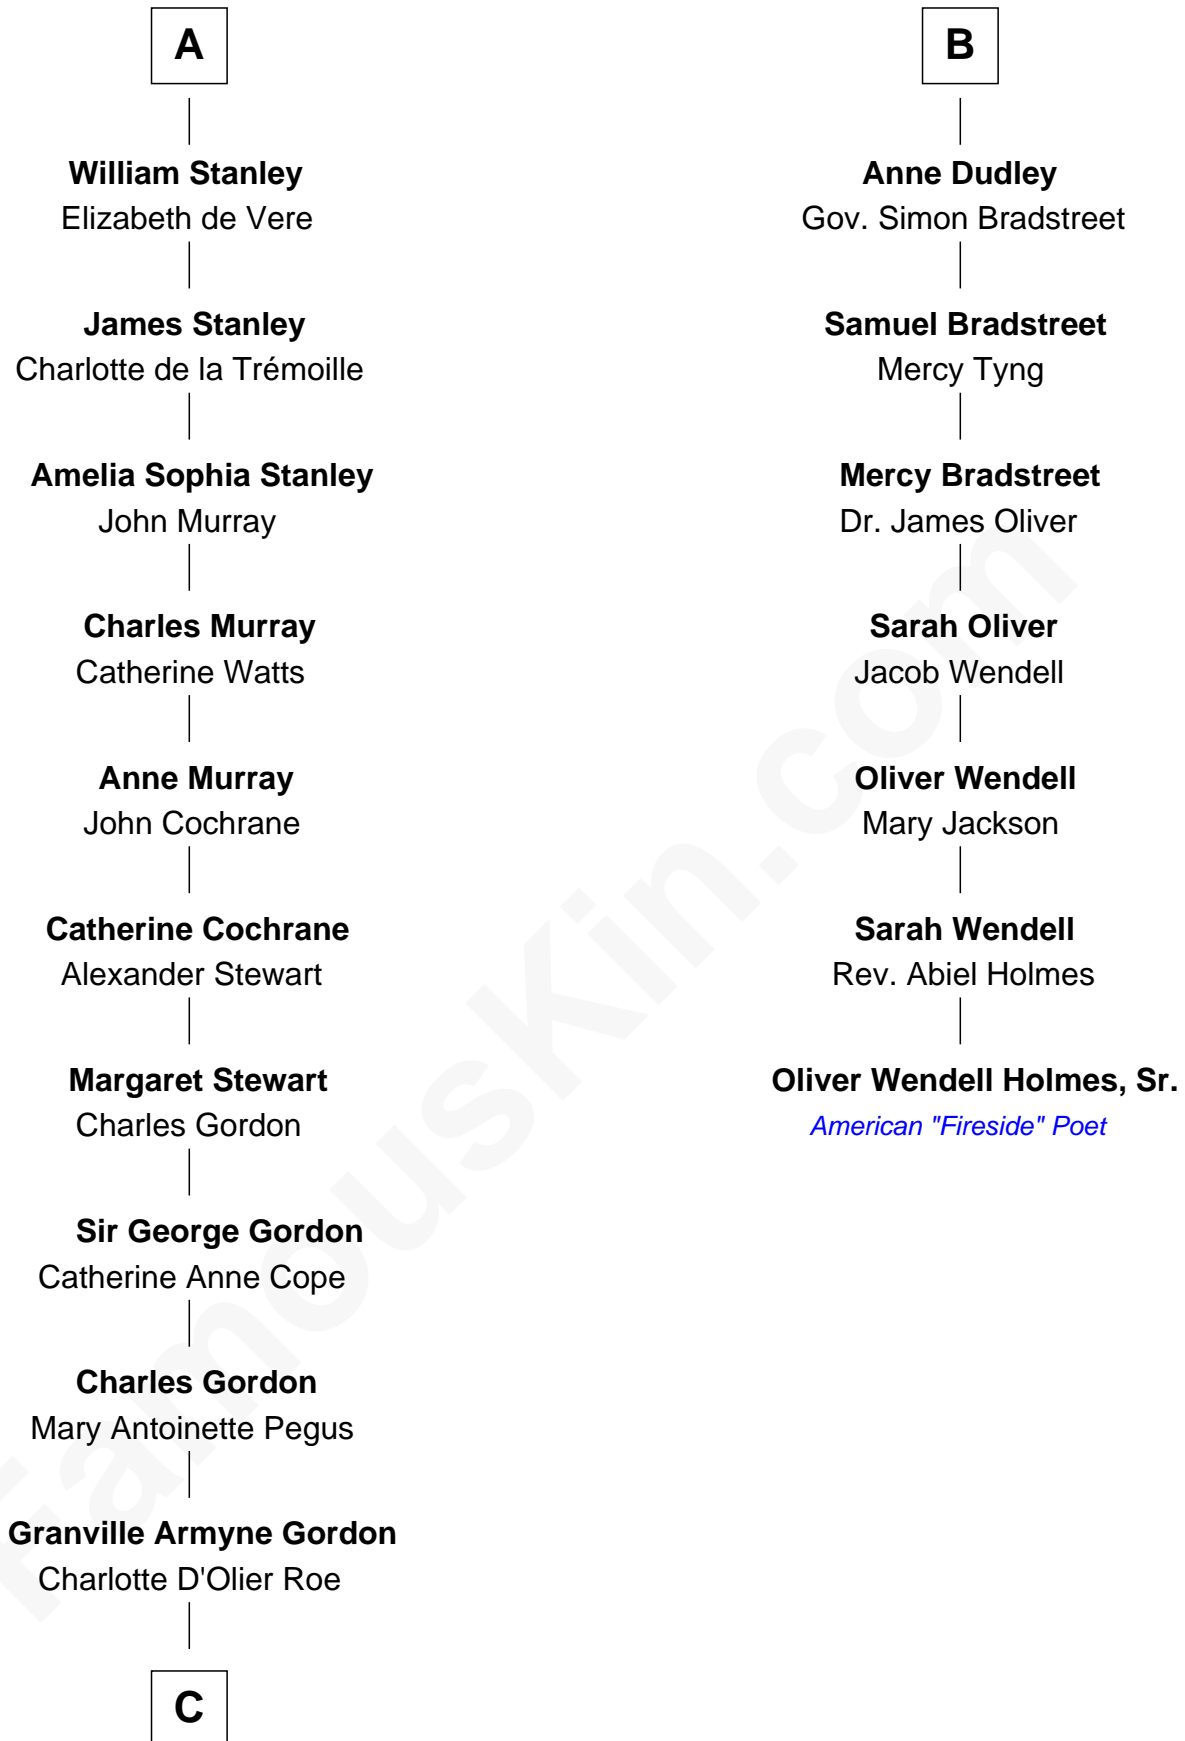 A
William Stanley
Elizabeth de Vere
James Stanley
Charlotte de la Trémoille
Amelia Sophia Stanley
John Murray
Charles Murray
Catherine Watts
Anne Murray
John Cochrane
Catherine Cochrane
Alexander Stewart
Margaret Stewart
Charles Gordon
Sir George Gordon
Catherine Anne Cope
Charles Gordon
Mary Antoinette Pegus
Granville Armyne Gordon
Charlotte D'Olier Roe
C
B
Anne Dudley
Gov. Simon Bradstreet
Samuel Bradstreet
Mercy Tyng
Mercy Bradstreet
Dr. James Oliver
Sarah Oliver
Jacob Wendell
Oliver Wendell
Mary Jackson
Sarah Wendell
Rev. Abiel Holmes
Oliver Wendell Holmes, Sr.
American "Fireside" Poet
FamousKin.com